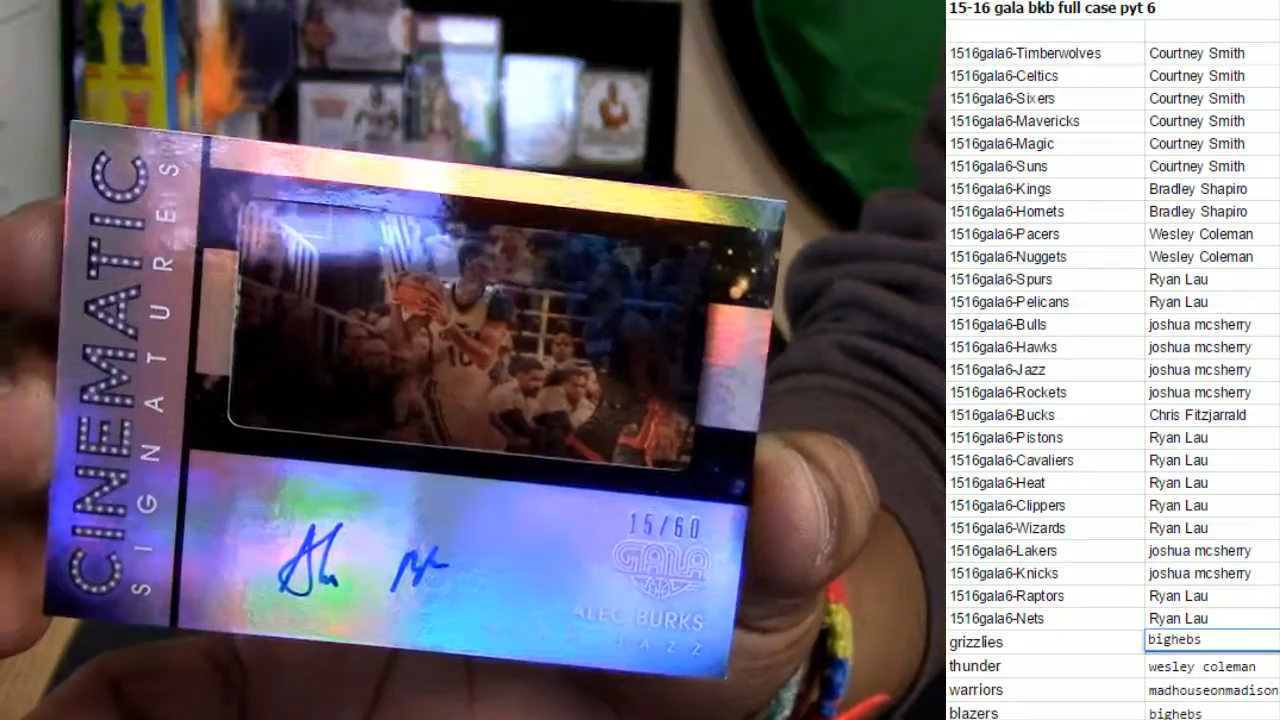 15-16 gala bkb full case pyt 6
1516gala6-Timberwolves Courtney Smith
1516gala6-Celtics Courtney Smith
1516gala6-Sixers Courtney Smith
1516gala6-Mavericks Courtney Smith
1516gala6-Magic Courtney Smith
1516gala6-Suns Courtney Smith
1516gala6-Kings Bradley Shapiro
1516gala6-Hornets Bradley Shapiro
1516gala6-Pacers Wesley Coleman
1516gala6-Nuggets Wesley Coleman
1516gala6-Spurs Ryan Lau
1516gala6-Pelicans Ryan Lau
1516gala6-Bulls joshua mcsherry
1516gala6-Hawks joshua mcsherry
1516gala6-Jazz joshua mcsherry
1516gala6-Rockets joshua mcsherry
1516gala6-Bucks Chris Fitzjarrald
1516gala6-Pistons Ryan Lau
1516gala6-Cavaliers Ryan Lau
1516gala6-Heat Ryan Lau
1516gala6-Clippers Ryan Lau
1516gala6-Wizards Ryan Lau
1516gala6-Lakers joshua mcsherry
1516gala6-Knicks joshua mcsherry
1516gala6-Raptors Ryan Lau
1516gala6-Nets Ryan Lau
grizzlies bighebs
thunder wesley coleman
warriors madhouseonmadison
blazers bighebs
CINEMATIC
SIGNATURES
10
15/60
GALA
ALEC BURKS
JAZZ